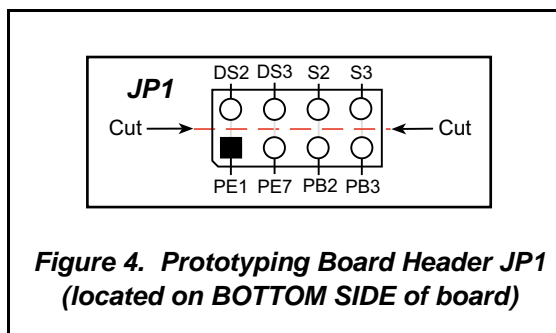 JP1
DS2 DS3 S2 S3
Cut Cut
PE1 PE7 PB2 PB3
Figure 4. Prototyping Board Header JP1
(located on BOTTOM SIDE of board)